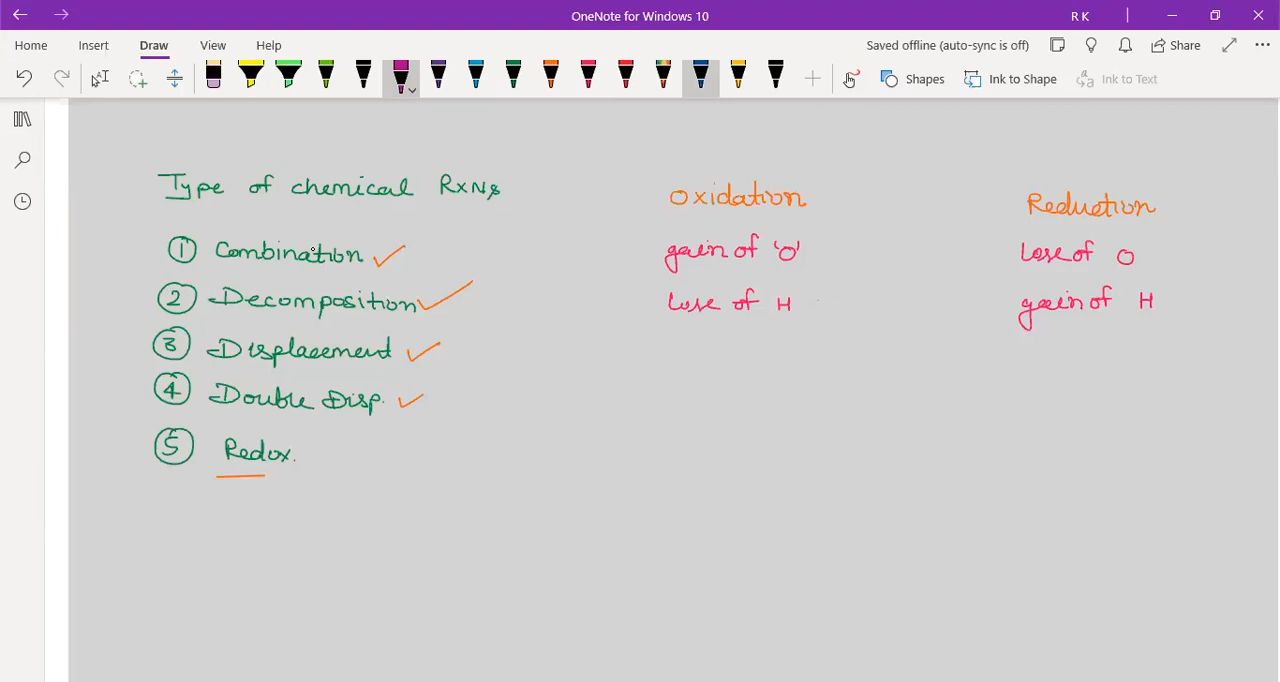 OneNote for Windows 10
R K
Home Insert Draw View Help
Saved offline (auto-sync is off) Share
Shapes Ink to Shape Ink to Text
Type of chemical RxNs
① Combination ✓
② Decomposition ✓
③ Displacement ✓
④ Double Disp. ✓
⑤ Redox.
Oxidation
gain of 'O'
lose of H
Reduction
lose of O
gain of H